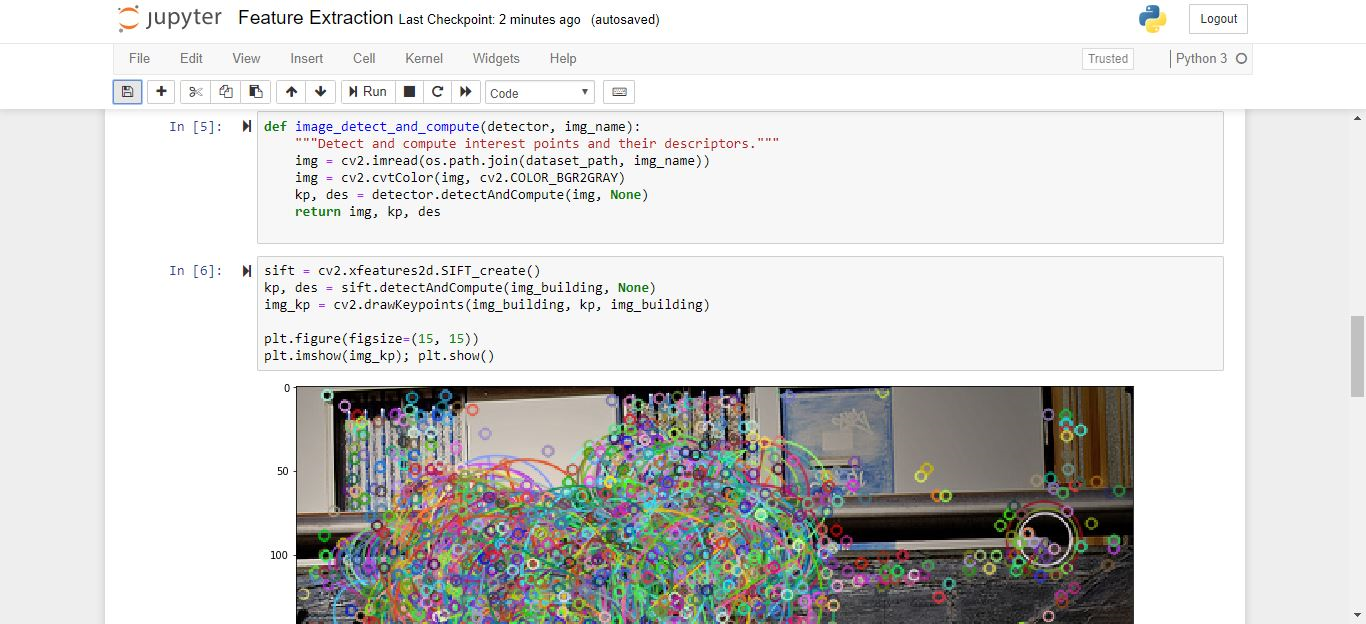 jupyter Feature Extraction Last Checkpoint: 2 minutes ago (autosaved)
Logout
File Edit View Insert Cell Kernel Widgets Help
Trusted Python 3
Run Code
In [5]:
def image_detect_and_compute(detector, img_name):
    """Detect and compute interest points and their descriptors."""
    img = cv2.imread(os.path.join(dataset_path, img_name))
    img = cv2.cvtColor(img, cv2.COLOR_BGR2GRAY)
    kp, des = detector.detectAndCompute(img, None)
    return img, kp, des
In [6]:
sift = cv2.xfeatures2d.SIFT_create()
kp, des = sift.detectAndCompute(img_building, None)
img_kp = cv2.drawKeypoints(img_building, kp, img_building)
plt.figure(figsize=(15, 15))
plt.imshow(img_kp); plt.show()
0
50
100